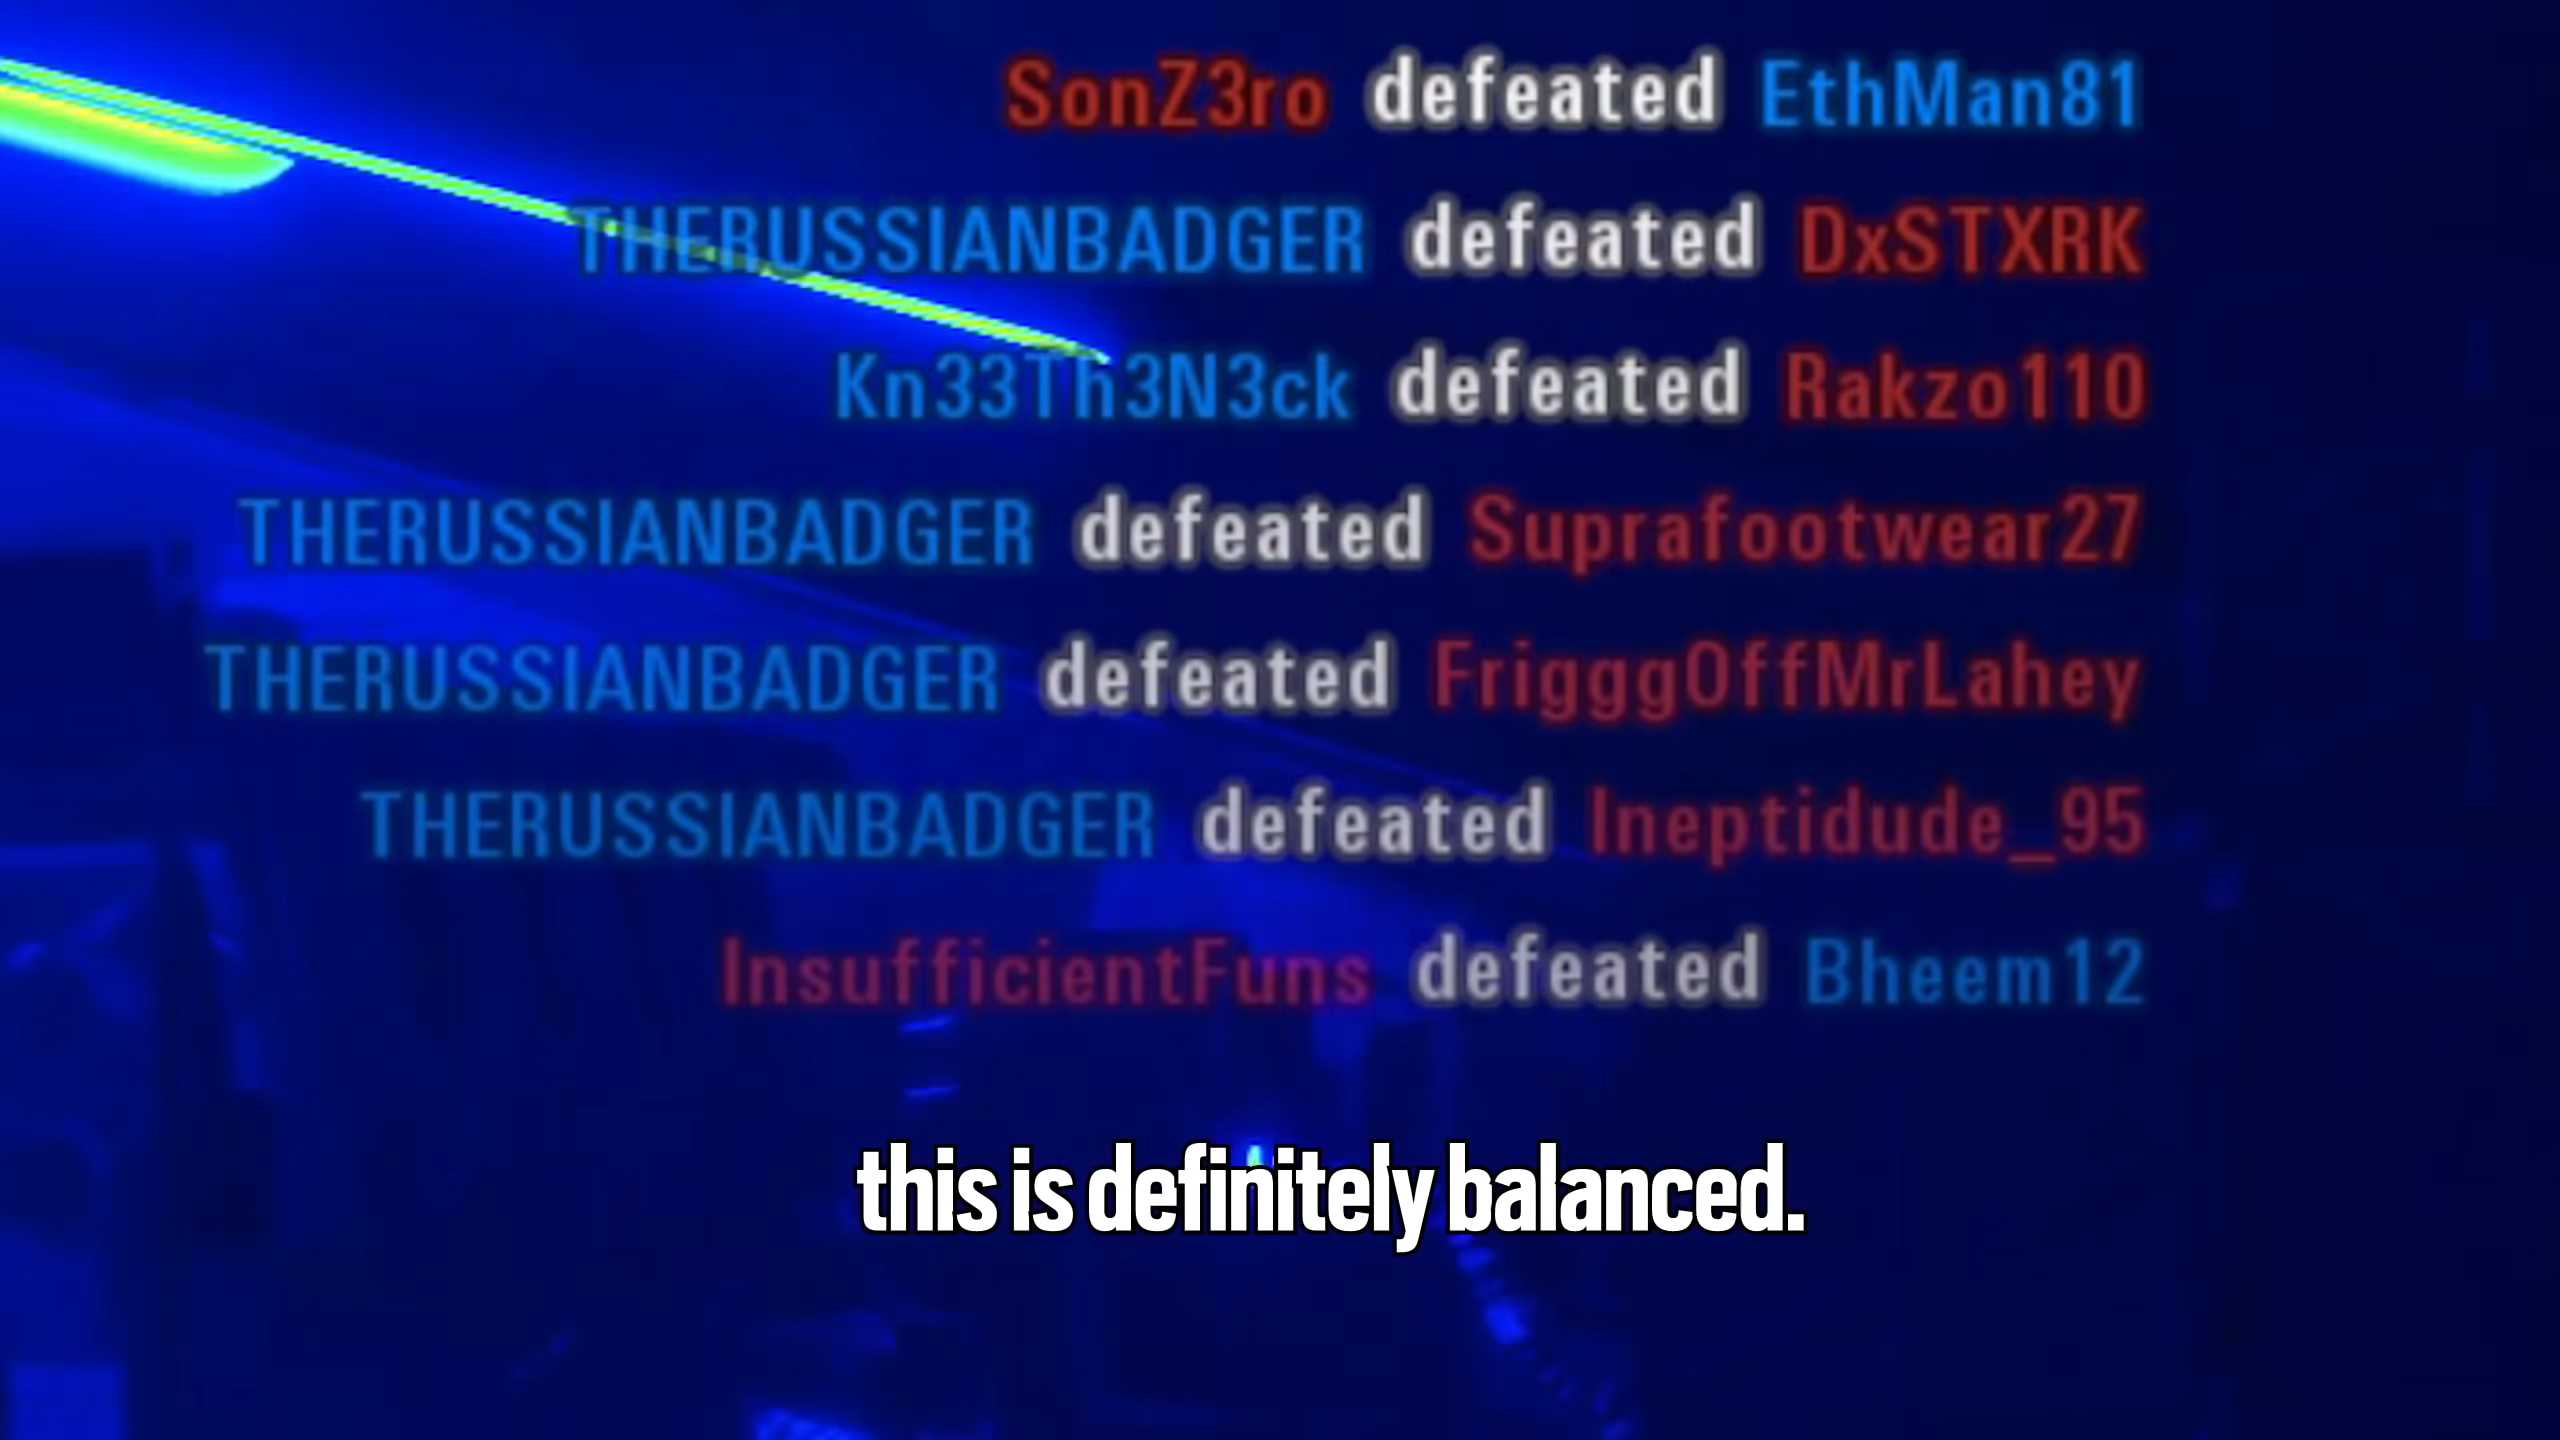 SonZ3ro defeated EthMan81
THERUSSIANBADGER defeated DxSTXRK
Kn33Th3N3ck defeated Rakzo110
THERUSSIANBADGER defeated Suprafootwear27
THERUSSIANBADGER defeated FrigggOffMrLahey
THERUSSIANBADGER defeated Ineptidude_95
InsufficientFuns defeated Bheem12
this is definitely balanced.